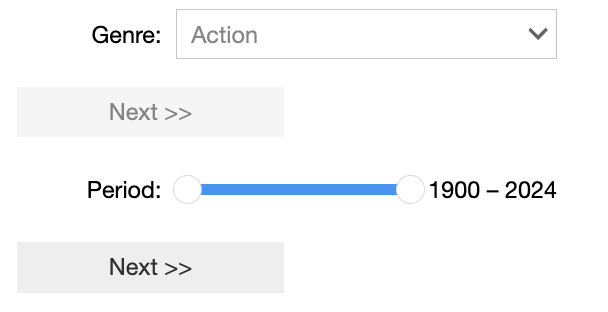 Genre: Action
Next >>
Period: 1900 – 2024
Next >>